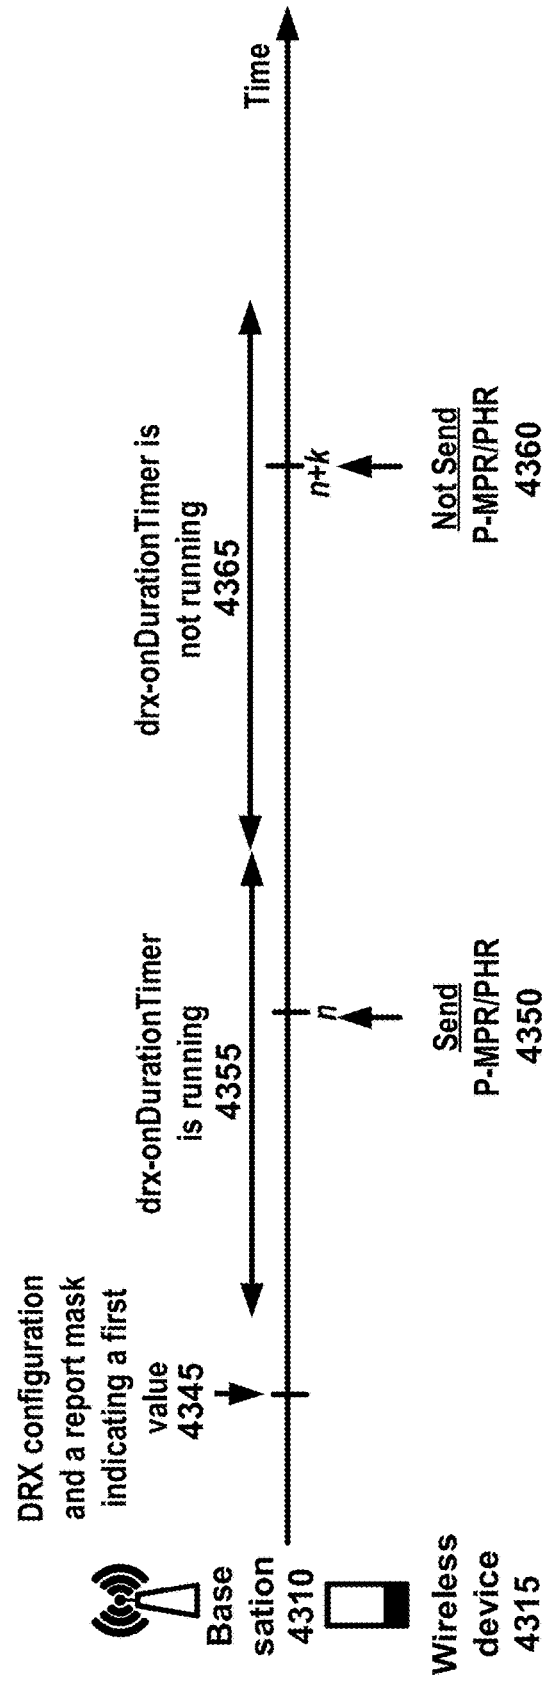 DRX configuration
and a report mask
indicating a first
value
4345
drx-onDurationTimer
is running
4355
drx-onDurationTimer is
not running
4365
Time
Base
sation
4310
n
n+k
Wireless
device
4315
Send
P-MPR/PHR
4350
Not Send
P-MPR/PHR
4360